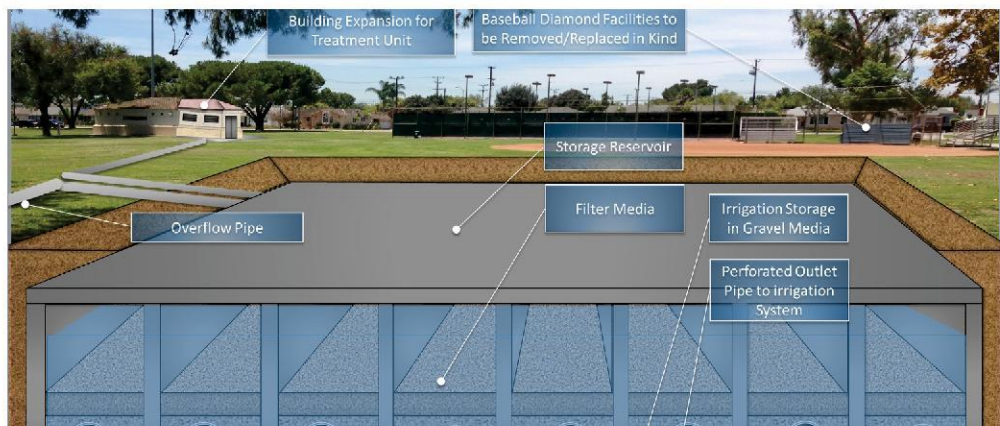 Building Expansion for
Treatment Unit
Baseball Diamond Facilities to
be Removed/Replaced in Kind
Storage Reservoir
Filter Media
Overflow Pipe
Irrigation Storage
in Gravel Media
Perforated Outlet
Pipe to irrigation
System